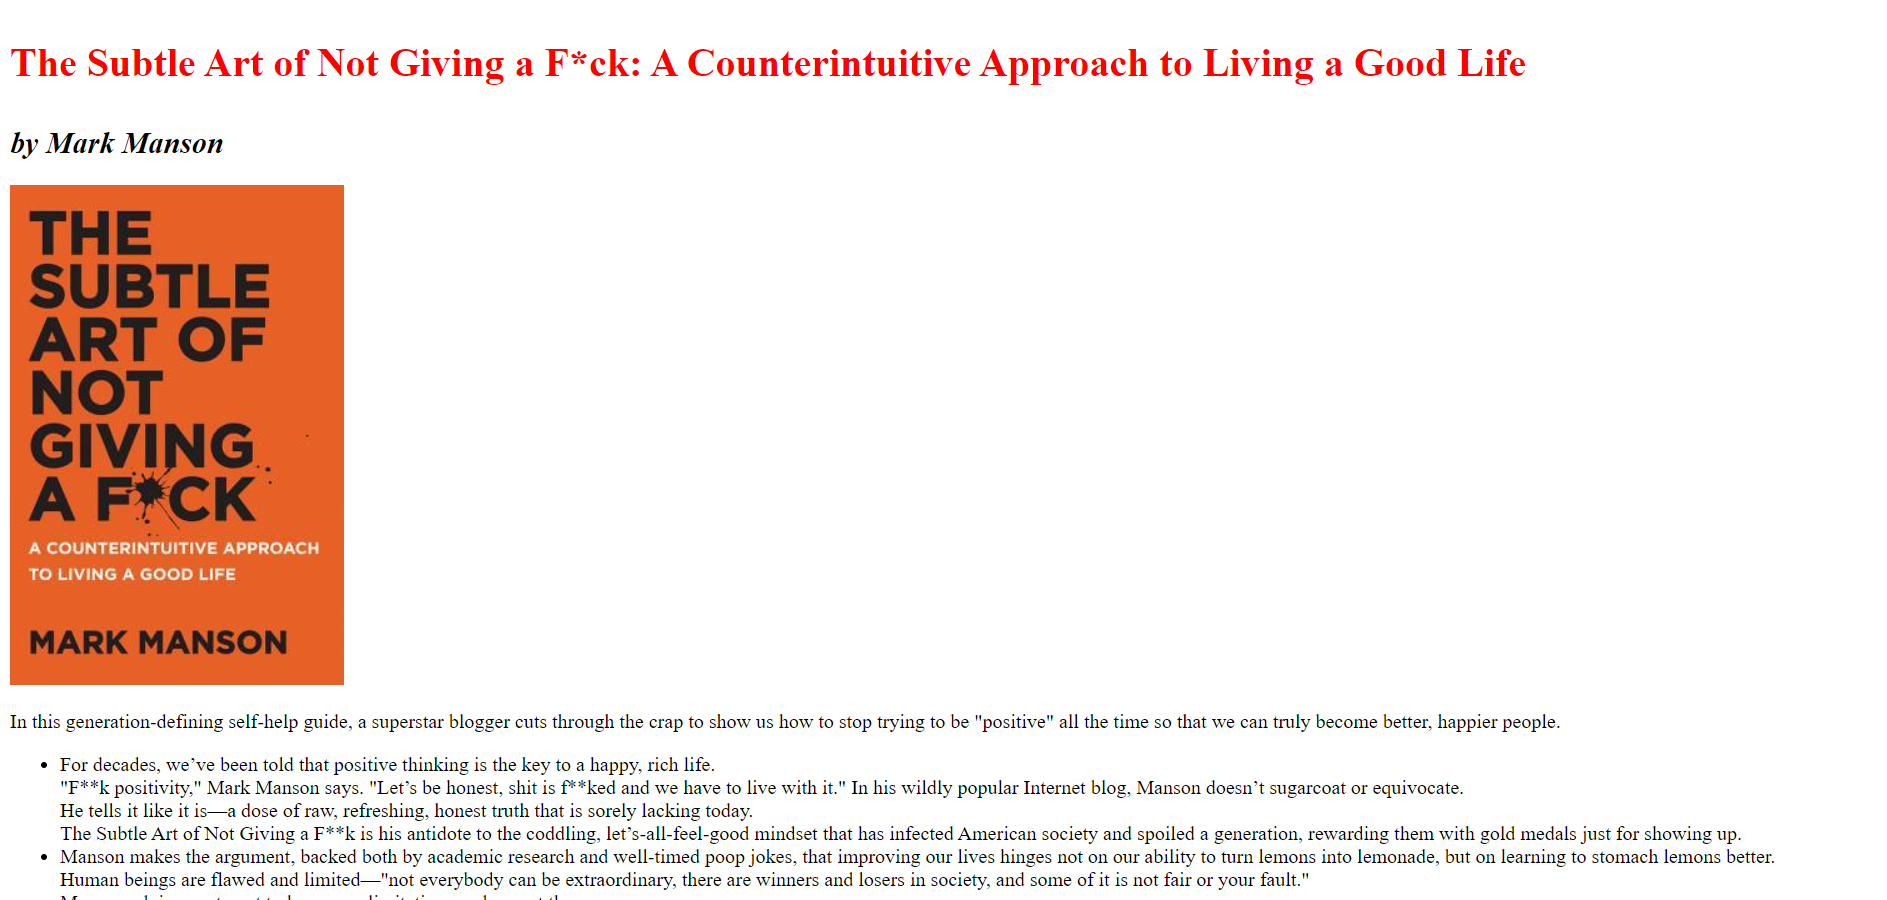 The Subtle Art of Not Giving a F*ck: A Counterintuitive Approach to Living a Good Life
by Mark Manson
THE
SUBTLE
ART OF
NOT
GIVING
A F*CK
A COUNTERINTUITIVE APPROACH
TO LIVING A GOOD LIFE
MARK MANSON
In this generation-defining self-help guide, a superstar blogger cuts through the crap to show us how to stop trying to be "positive" all the time so that we can truly become better, happier people.
• For decades, we’ve been told that positive thinking is the key to a happy, rich life.
"F**k positivity," Mark Manson says. "Let’s be honest, shit is f**ked and we have to live with it." In his wildly popular Internet blog, Manson doesn’t sugarcoat or equivocate.
He tells it like it is—a dose of raw, refreshing, honest truth that is sorely lacking today.
The Subtle Art of Not Giving a F**k is his antidote to the coddling, let’s-all-feel-good mindset that has infected American society and spoiled a generation, rewarding them with gold medals just for showing up.
• Manson makes the argument, backed both by academic research and well-timed poop jokes, that improving our lives hinges not on our ability to turn lemons into lemonade, but on learning to stomach lemons better.
Human beings are flawed and limited—"not everybody can be extraordinary, there are winners and losers in society, and some of it is not fair or your fault."